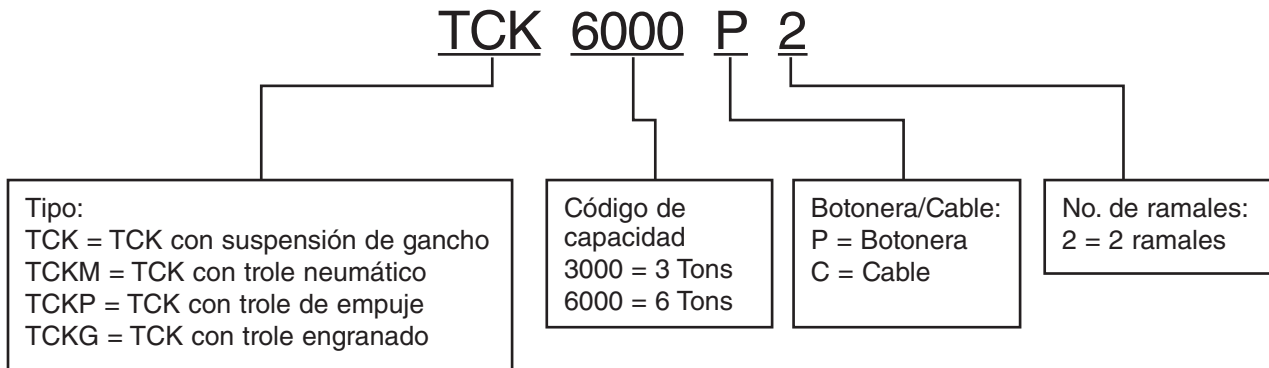 TCK 6000 P 2
Tipo:
TCK = TCK con suspensión de gancho
TCKM = TCK con trole neumático
TCKP = TCK con trole de empuje
TCKG = TCK con trole engranado
Código de
capacidad
3000 = 3 Tons
6000 = 6 Tons
Botonera/Cable:
P = Botonera
C = Cable
No. de ramales:
2 = 2 ramales